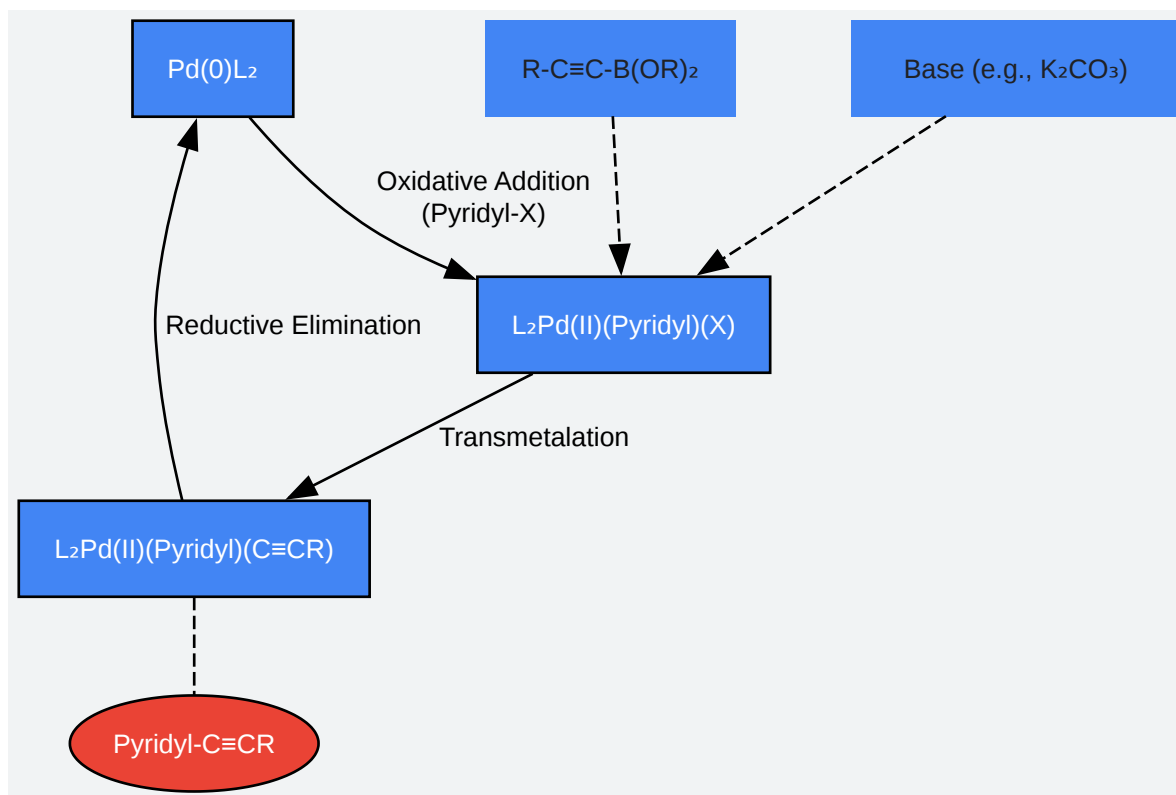 Pd(0)L₂
R-C≡C-B(OR)₂
Base (e.g., K₂CO₃)
Oxidative Addition
(Pyridyl-X)
L₂Pd(II)(Pyridyl)(X)
Reductive Elimination
Transmetalation
L₂Pd(II)(Pyridyl)(C≡CR)
Pyridyl-C≡CR